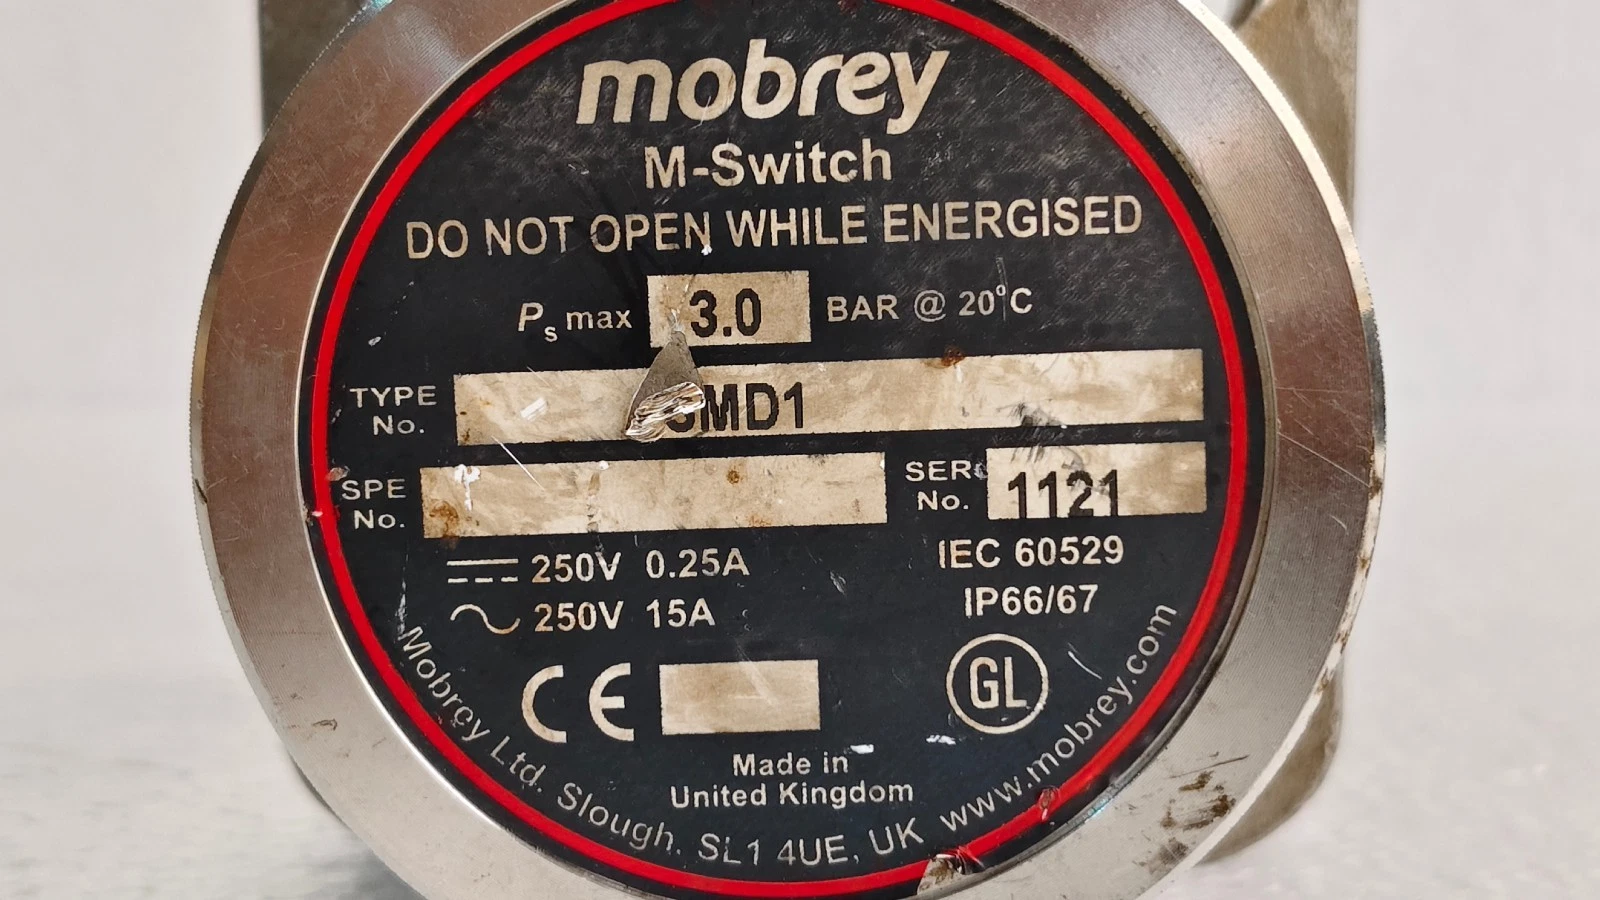 mobrey
M-Switch
DO NOT OPEN WHILE ENERGISED
Ps max 3.0 BAR @ 20°C
TYPE No. SMD1
SPE No.
SER No. 1121
250V 0.25A
250V 15A
IEC 60529
IP66/67
CE
GL
Made in
United Kingdom
Mobrey Ltd. Slough. SL1 4UE, UK www.mobrey.com